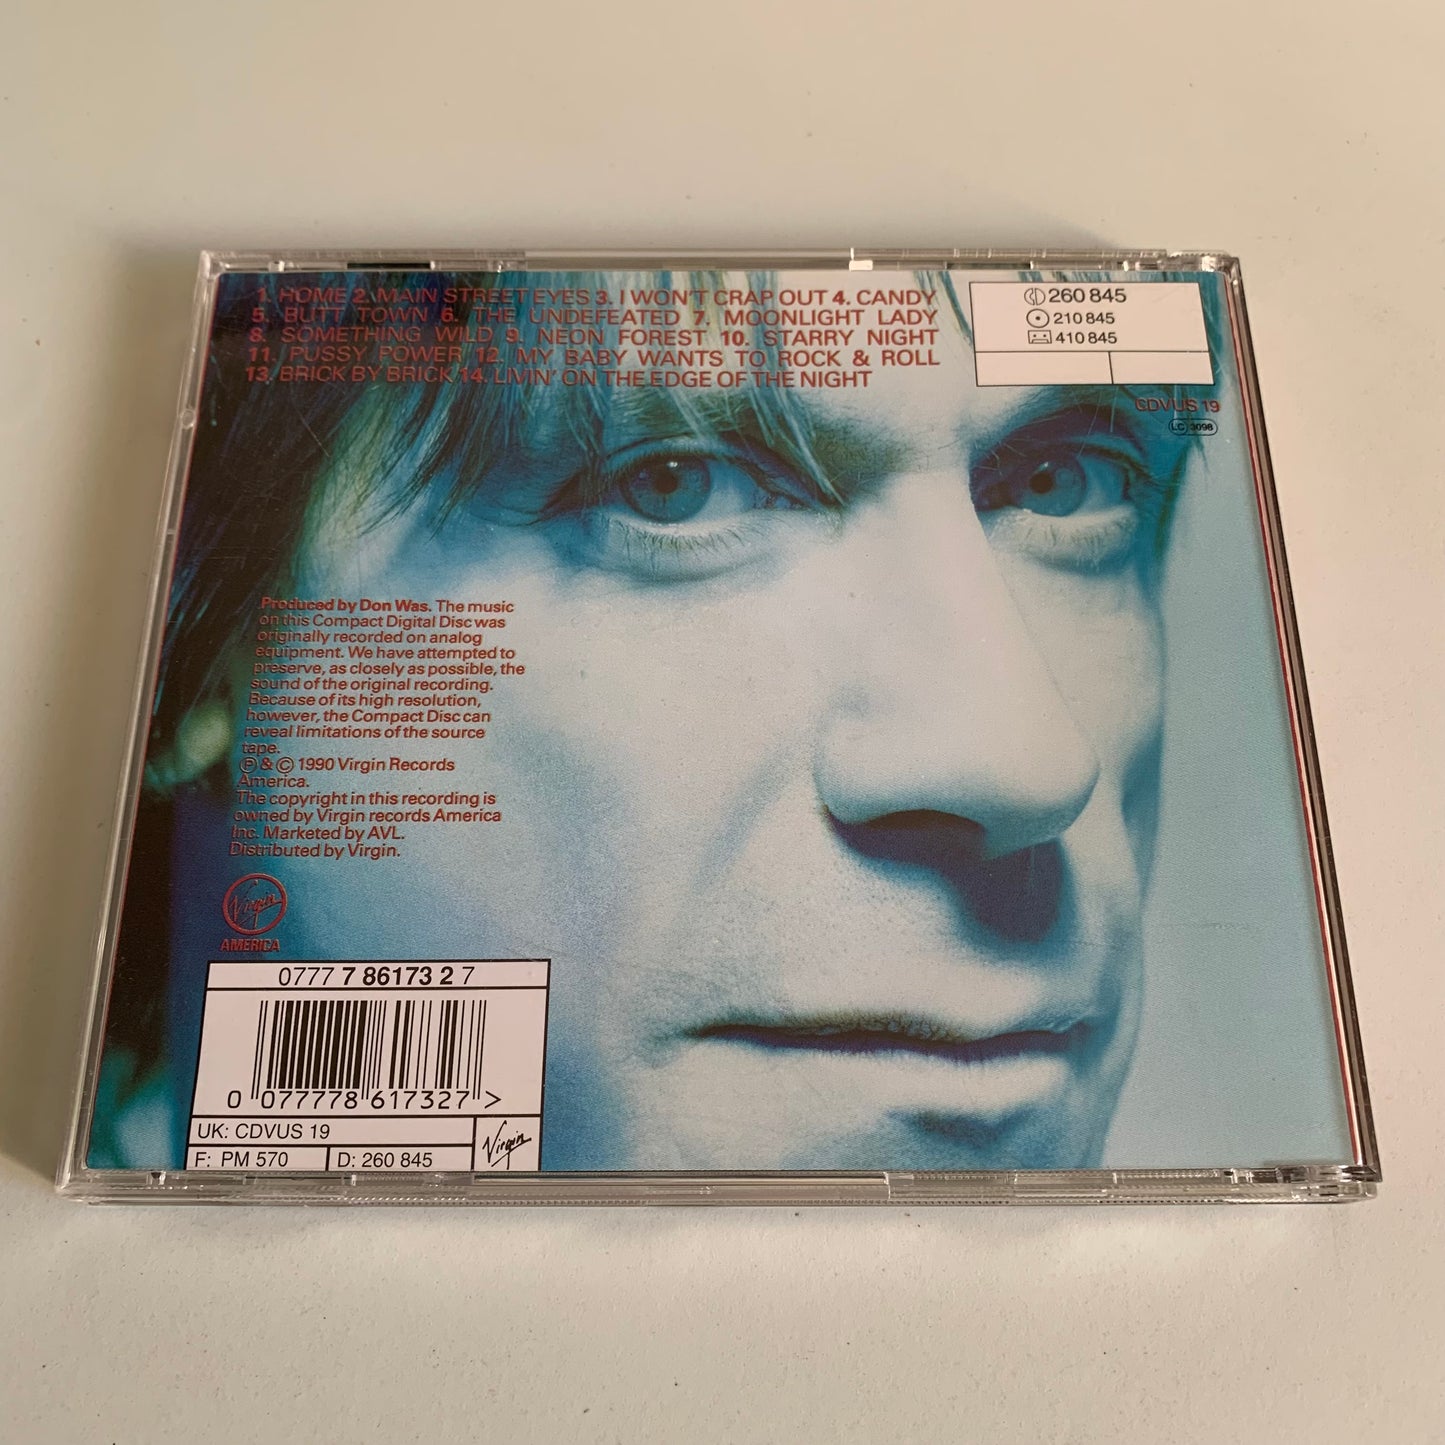 1. HOME 2. MAIN STREET EYES 3. I WON'T CRAP OUT 4. CANDY
5. BUTT TOWN 6. THE UNDEFEATED 7. MOONLIGHT LADY
8. SOMETHING WILD 9. NEON FOREST 10. STARRY NIGHT
11. PUSSY POWER 12. MY BABY WANTS TO ROCK & ROLL
13. BRICK BY BRICK 14. LIVIN' ON THE EDGE OF THE NIGHT
260 845
210 845
410 845
CDVUS 19
LC 3098
Produced by Don Was. The music
on this Compact Digital Disc was
originally recorded on analog
equipment. We have attempted to
preserve, as closely as possible, the
sound of the original recording.
Because of its high resolution,
however, the Compact Disc can
reveal limitations of the source
tape.
℗ & © 1990 Virgin Records
America.
The copyright in this recording is
owned by Virgin records America
Inc. Marketed by AVL.
Distributed by Virgin.
Virgin
AMERICA
0777 7 86173 2 7
0 077778 617327 >
UK: CDVUS 19
F: PM 570 D: 260 845
Virgin